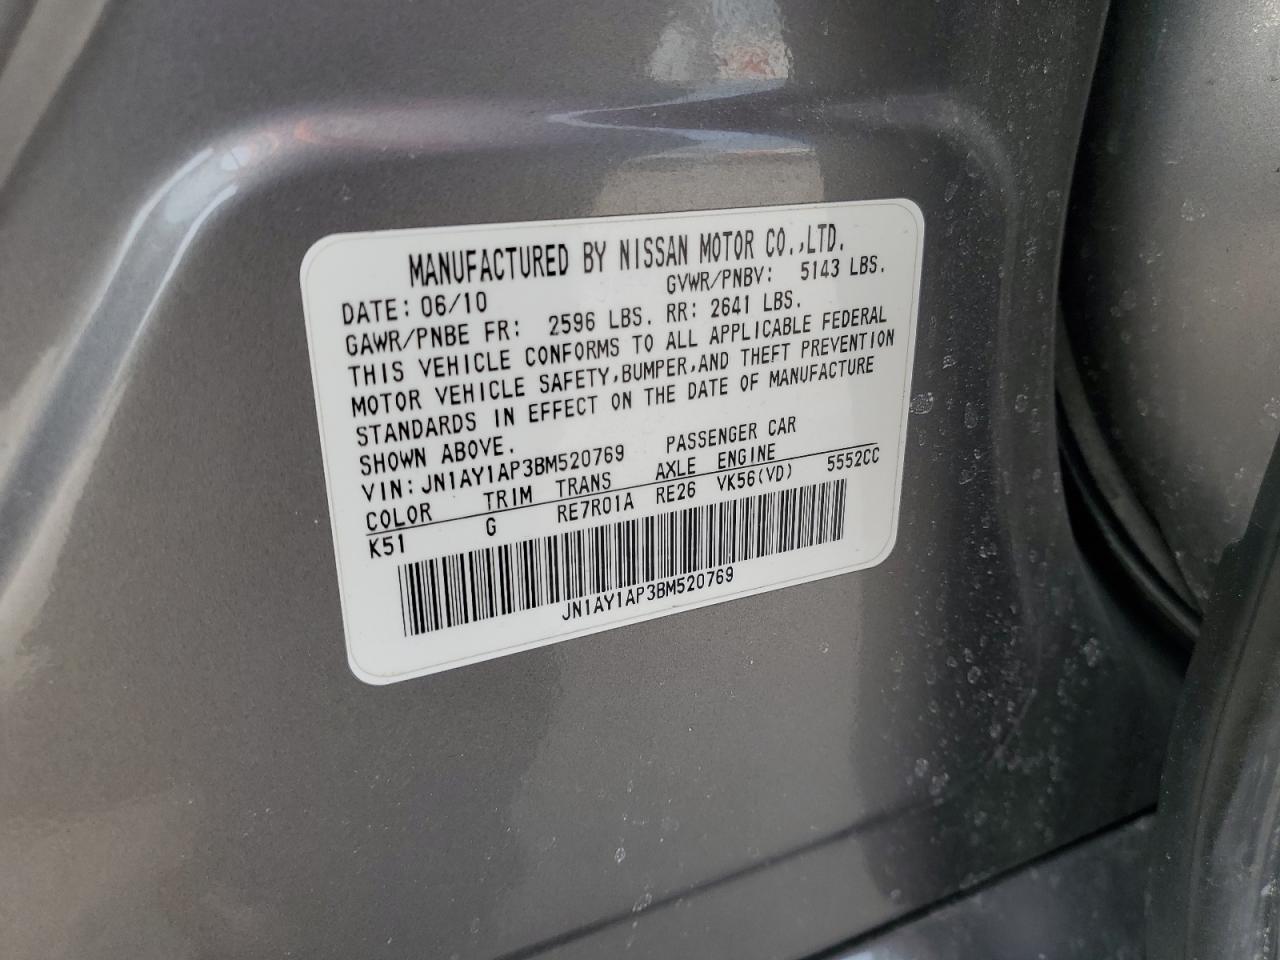 MANUFACTURED BY NISSAN MOTOR CO.,LTD.
DATE: 06/10 GVWR/PNBV: 5143 LBS.
GAWR/PNBE FR: 2596 LBS. RR: 2641 LBS.
THIS VEHICLE CONFORMS TO ALL APPLICABLE FEDERAL
MOTOR VEHICLE SAFETY,BUMPER,AND THEFT PREVENTION
STANDARDS IN EFFECT ON THE DATE OF MANUFACTURE
SHOWN ABOVE.
VIN: JN1AY1AP3BM520769 PASSENGER CAR
COLOR TRIM TRANS AXLE ENGINE
K51 G RE7R01A RE26 VK56(VD) 5552CC
JN1AY1AP3BM520769